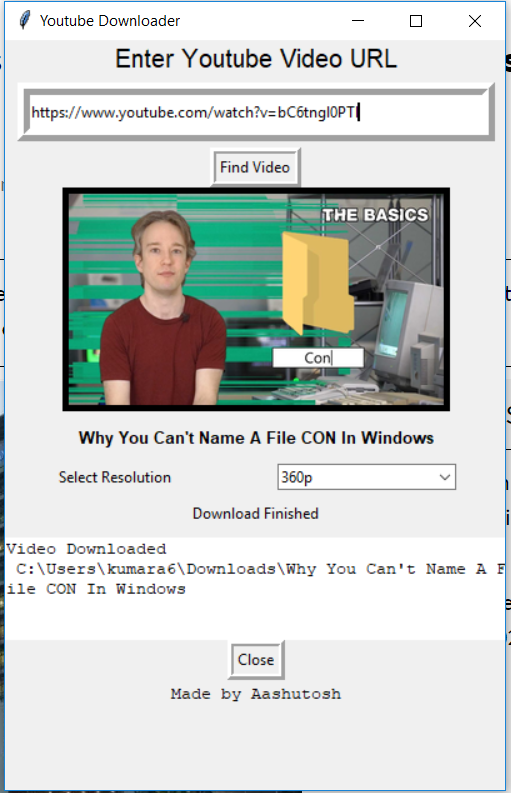 Youtube Downloader
Enter Youtube Video URL
https://www.youtube.com/watch?v=bC6tngl0PTI
Find Video
THE BASICS
Con
Why You Can't Name A File CON In Windows
Select Resolution
360p
Download Finished
Video Downloaded
C:\Users\kumara6\Downloads\Why You Can't Name A F
ile CON In Windows
Close
Made by Aashutosh